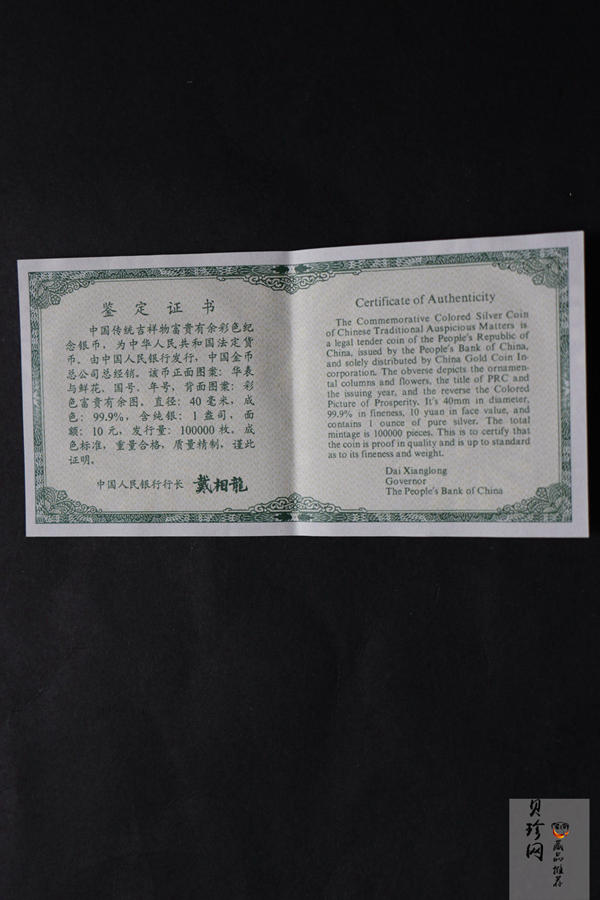 鉴定证书
中国传统吉祥物富贵有余彩色纪
念银币，为中华人民共和国法定货
币。由中国人民银行发行，中国金币
总公司总经销。该币正面图案：华表
与鲜花、国号、年号，背面图案：彩
色富贵有余图。直径：40毫米，成
色：99.9%，含纯银：1盎司，面
额：10元，发行量：100000枚。成
色标准，重量合格，质量精制，谨此
证明。
中国人民银行行长 戴相龍
Certificate of Authenticity
The Commemorative Colored Silver Coin
of Chinese Traditional Auspicious Matters is
a legal tender coin of the People's Republic of
China, issued by the People's Bank of China,
and solely distributed by China Gold Coin In-
corporation. The obverse depicts the ornamen-
tal columns and flowers, the title of PRC and
the issuing year, and the reverse the Colored
Picture of Prosperity. It's 40mm in diameter,
99.9% in fineness, 10 yuan in face value, and
contains 1 ounce of pure silver. The total
mintage is 100000 pieces. This is to certify that
the coin is proof in quality and is up to standard
as to its fineness and weight.
Dai Xianglong
Governor
The People's Bank of China
贝珍网
藏品推荐